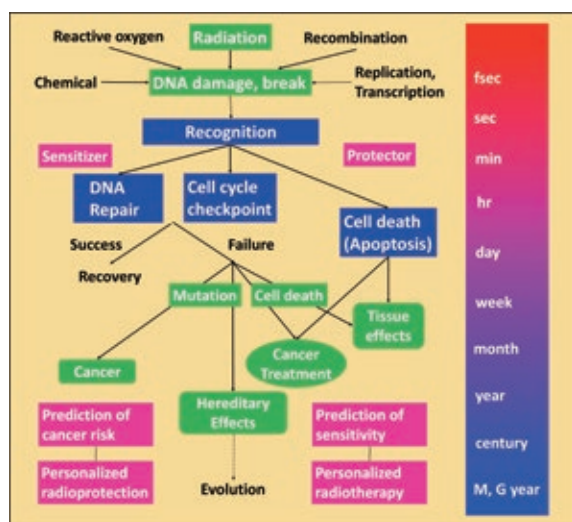 Reactive oxygen
Radiation
Recombination
Chemical
DNA damage, break
Replication,
Transcription
Recognition
Sensitizer
Protector
DNA
Repair
Cell cycle
checkpoint
Cell death
(Apoptosis)
Success
Failure
Recovery
Mutation
Cell death
Tissue
effects
Cancer
Cancer
Treatment
Hereditary
Effects
Prediction of
cancer risk
Prediction of
sensitivity
Personalized
radioprotection
Evolution
Personalized
radiotherapy
fsec
sec
min
hr
day
week
month
year
century
M, G year